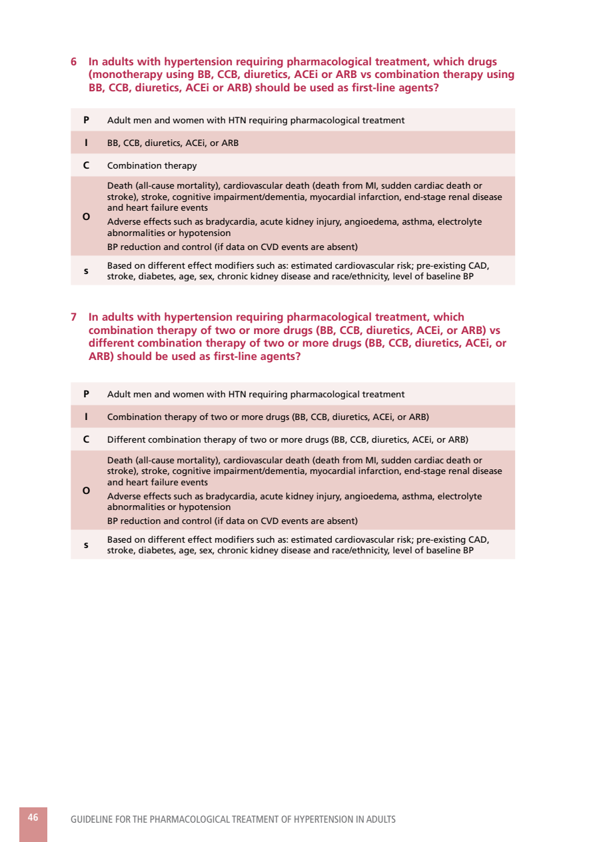 6 In adults with hypertension requiring pharmacological treatment, which drugs
(monotherapy using BB, CCB, diuretics, ACEi or ARB vs combination therapy using
BB, CCB, diuretics, ACEi or ARB) should be used as first-line agents?
P Adult men and women with HTN requiring pharmacological treatment
I BB, CCB, diuretics, ACEi, or ARB
C Combination therapy
O Death (all-cause mortality), cardiovascular death (death from MI, sudden cardiac death or
stroke), stroke, cognitive impairment/dementia, myocardial infarction, end-stage renal disease
and heart failure events
Adverse effects such as bradycardia, acute kidney injury, angioedema, asthma, electrolyte
abnormalities or hypotension
BP reduction and control (if data on CVD events are absent)
s Based on different effect modifiers such as: estimated cardiovascular risk; pre-existing CAD,
stroke, diabetes, age, sex, chronic kidney disease and race/ethnicity, level of baseline BP
7 In adults with hypertension requiring pharmacological treatment, which
combination therapy of two or more drugs (BB, CCB, diuretics, ACEi, or ARB) vs
different combination therapy of two or more drugs (BB, CCB, diuretics, ACEi, or
ARB) should be used as first-line agents?
P Adult men and women with HTN requiring pharmacological treatment
I Combination therapy of two or more drugs (BB, CCB, diuretics, ACEi, or ARB)
C Different combination therapy of two or more drugs (BB, CCB, diuretics, ACEi, or ARB)
O Death (all-cause mortality), cardiovascular death (death from MI, sudden cardiac death or
stroke), stroke, cognitive impairment/dementia, myocardial infarction, end-stage renal disease
and heart failure events
Adverse effects such as bradycardia, acute kidney injury, angioedema, asthma, electrolyte
abnormalities or hypotension
BP reduction and control (if data on CVD events are absent)
s Based on different effect modifiers such as: estimated cardiovascular risk; pre-existing CAD,
stroke, diabetes, age, sex, chronic kidney disease and race/ethnicity, level of baseline BP
46 GUIDELINE FOR THE PHARMACOLOGICAL TREATMENT OF HYPERTENSION IN ADULTS